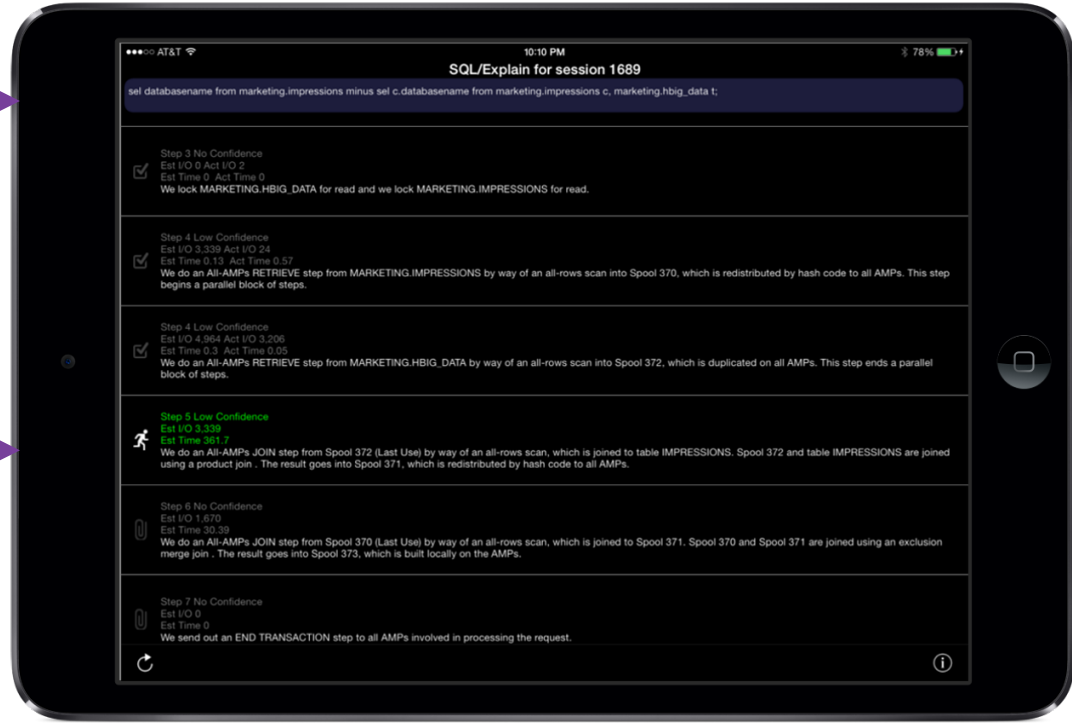 AT&T 10:10 PM 78%
SQL/Explain for session 1689
sel databasename from marketing.impressions minus sel c.databasename from marketing.impressions c, marketing.hbig_data t;
Step 3 No Confidence
Est I/O 0 Act I/O 2
Est Time 0 Act Time 0
We lock MARKETING.HBIG_DATA for read and we lock MARKETING.IMPRESSIONS for read.
Step 4 Low Confidence
Est I/O 3,339 Act I/O 24
Est Time 0.13 Act Time 0.57
We do an All-AMPs RETRIEVE step from MARKETING.IMPRESSIONS by way of an all-rows scan into Spool 370, which is redistributed by hash code to all AMPs. This step
begins a parallel block of steps.
Step 4 Low Confidence
Est I/O 4,964 Act I/O 3,206
Est Time 0.3 Act Time 0.05
We do an All-AMPs RETRIEVE step from MARKETING.HBIG_DATA by way of an all-rows scan into Spool 372, which is duplicated on all AMPs. This step ends a parallel
block of steps.
Step 5 Low Confidence
Est I/O 3,339
Est Time 361.7
We do an All-AMPs JOIN step from Spool 372 (Last Use) by way of an all-rows scan, which is joined to table IMPRESSIONS. Spool 372 and table IMPRESSIONS are joined
using a product join . The result goes into Spool 371, which is redistributed by hash code to all AMPs.
Step 6 No Confidence
Est I/O 1,670
Est Time 30.39
We do an All-AMPs JOIN step from Spool 370 (Last Use) by way of an all-rows scan, which is joined to Spool 371. Spool 370 and Spool 371 are joined using an exclusion
merge join . The result goes into Spool 373, which is built locally on the AMPs.
Step 7 No Confidence
Est I/O 0
Est Time 0
We send out an END TRANSACTION step to all AMPs involved in processing the request.